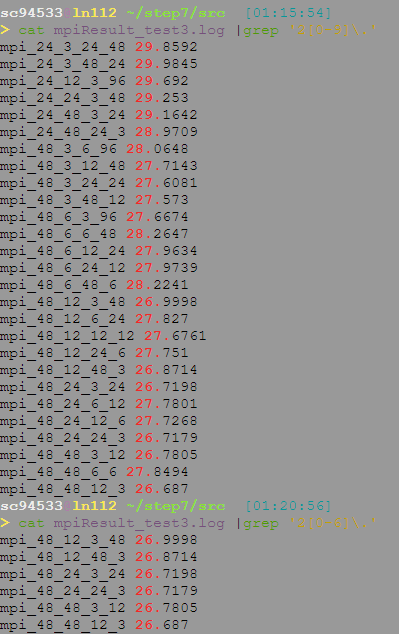 sc94533 ln112 ~/step7/src [01:15:54]
> cat mpiResult_test3.log |grep '2[0-9]\.'
mpi_24_3_24_48 29.8592
mpi_24_3_48_24 29.9845
mpi_24_12_3_96 29.692
mpi_24_24_3_48 29.253
mpi_24_48_3_24 29.1642
mpi_24_48_24_3 28.9709
mpi_48_3_6_96 28.0648
mpi_48_3_12_48 27.7143
mpi_48_3_24_24 27.6081
mpi_48_3_48_12 27.573
mpi_48_6_3_96 27.6674
mpi_48_6_6_48 28.2647
mpi_48_6_12_24 27.9634
mpi_48_6_24_12 27.9739
mpi_48_6_48_6 28.2241
mpi_48_12_3_48 26.9998
mpi_48_12_6_24 27.827
mpi_48_12_12_12 27.6761
mpi_48_12_24_6 27.751
mpi_48_12_48_3 26.8714
mpi_48_24_3_24 26.7198
mpi_48_24_6_12 27.7801
mpi_48_24_12_6 27.7268
mpi_48_24_24_3 26.7179
mpi_48_48_3_12 26.7805
mpi_48_48_6_6 27.8494
mpi_48_48_12_3 26.687
sc94533 ln112 ~/step7/src [01:20:56]
> cat mpiResult_test3.log |grep '2[0-6]\.'
mpi_48_12_3_48 26.9998
mpi_48_12_48_3 26.8714
mpi_48_24_3_24 26.7198
mpi_48_24_24_3 26.7179
mpi_48_48_3_12 26.7805
mpi_48_48_12_3 26.687